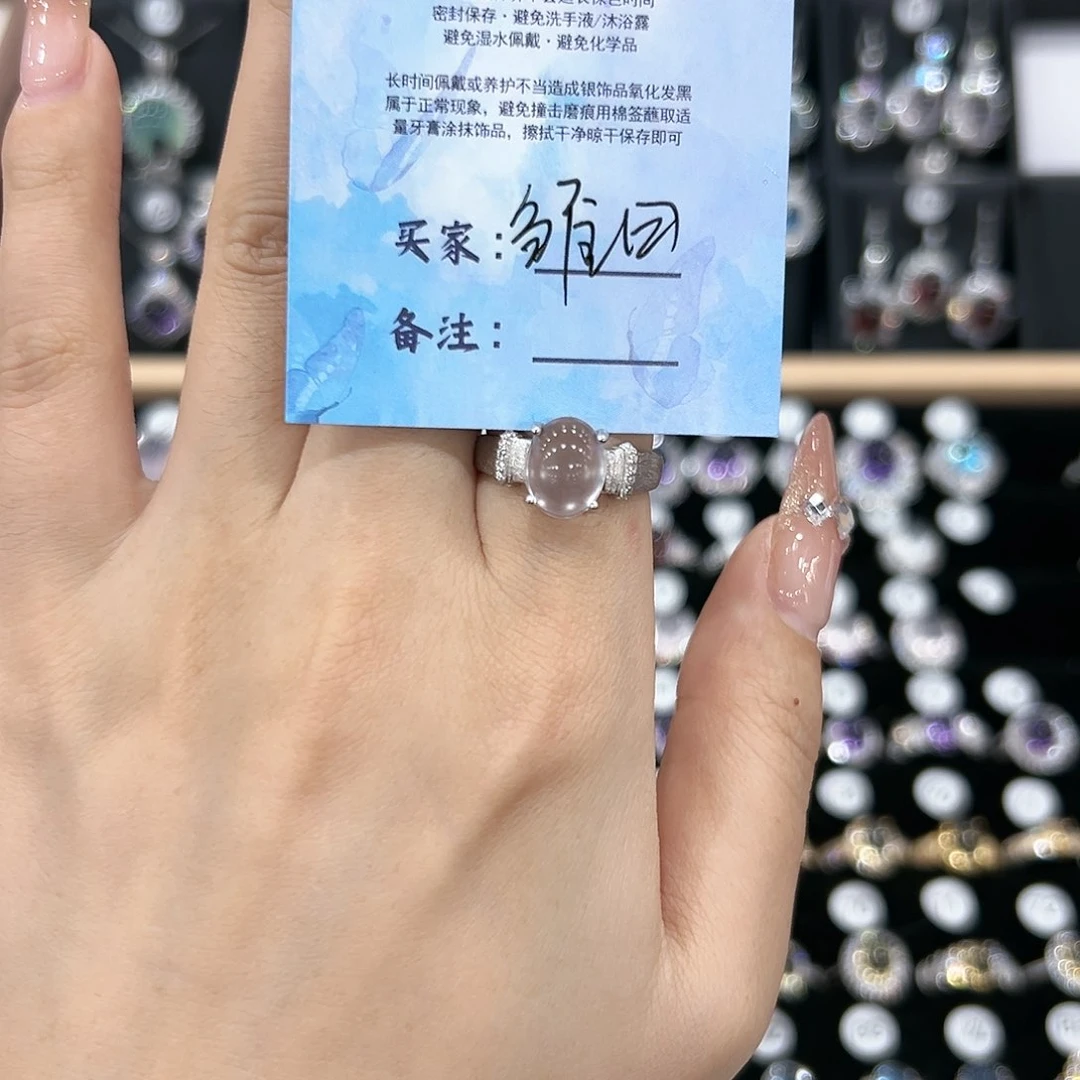 密封保存·避免洗手液/沐浴露
避免湿水佩戴·避免化学品
长时间佩戴或养护不当造成银饰品氧化发黑
属于正常现象，避免撞击磨痕用棉签蘸取适
量牙膏涂抹饰品，擦拭干净晾干保存即可
买家：
备注：